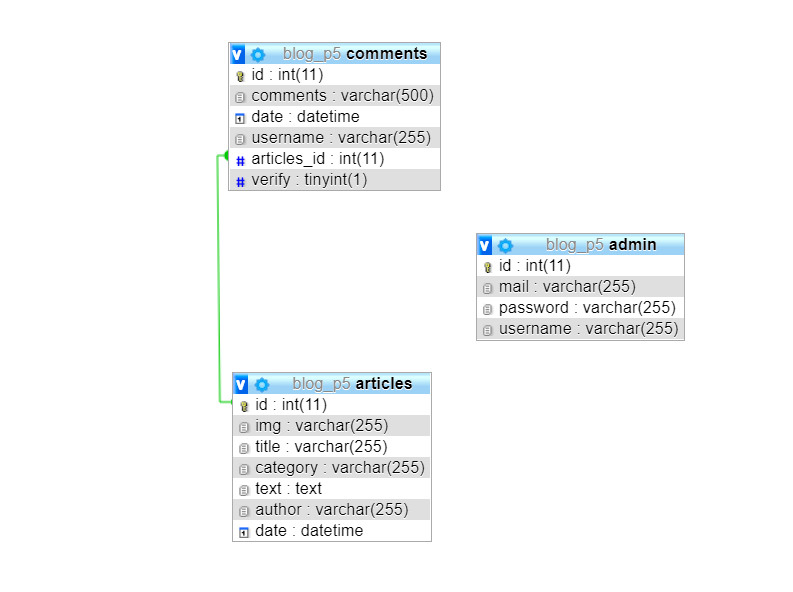 V blog_p5 comments
id : int(11)
comments : varchar(500)
date : datetime
username : varchar(255)
# articles_id : int(11)
# verify : tinyint(1)
V blog_p5 admin
id : int(11)
mail : varchar(255)
password : varchar(255)
username : varchar(255)
V blog_p5 articles
id : int(11)
img : varchar(255)
title : varchar(255)
category : varchar(255)
text : text
author : varchar(255)
date : datetime